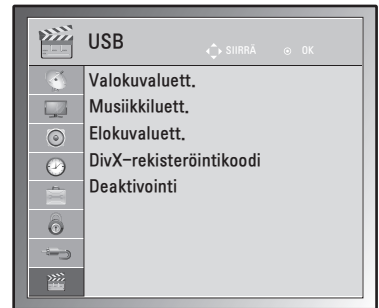 USB
SIIRRÄ OK
Valokuvaluett.
Musiikkiluett.
Elokuvaluett.
DivX-rekisteröintikoodi
Deaktivointi